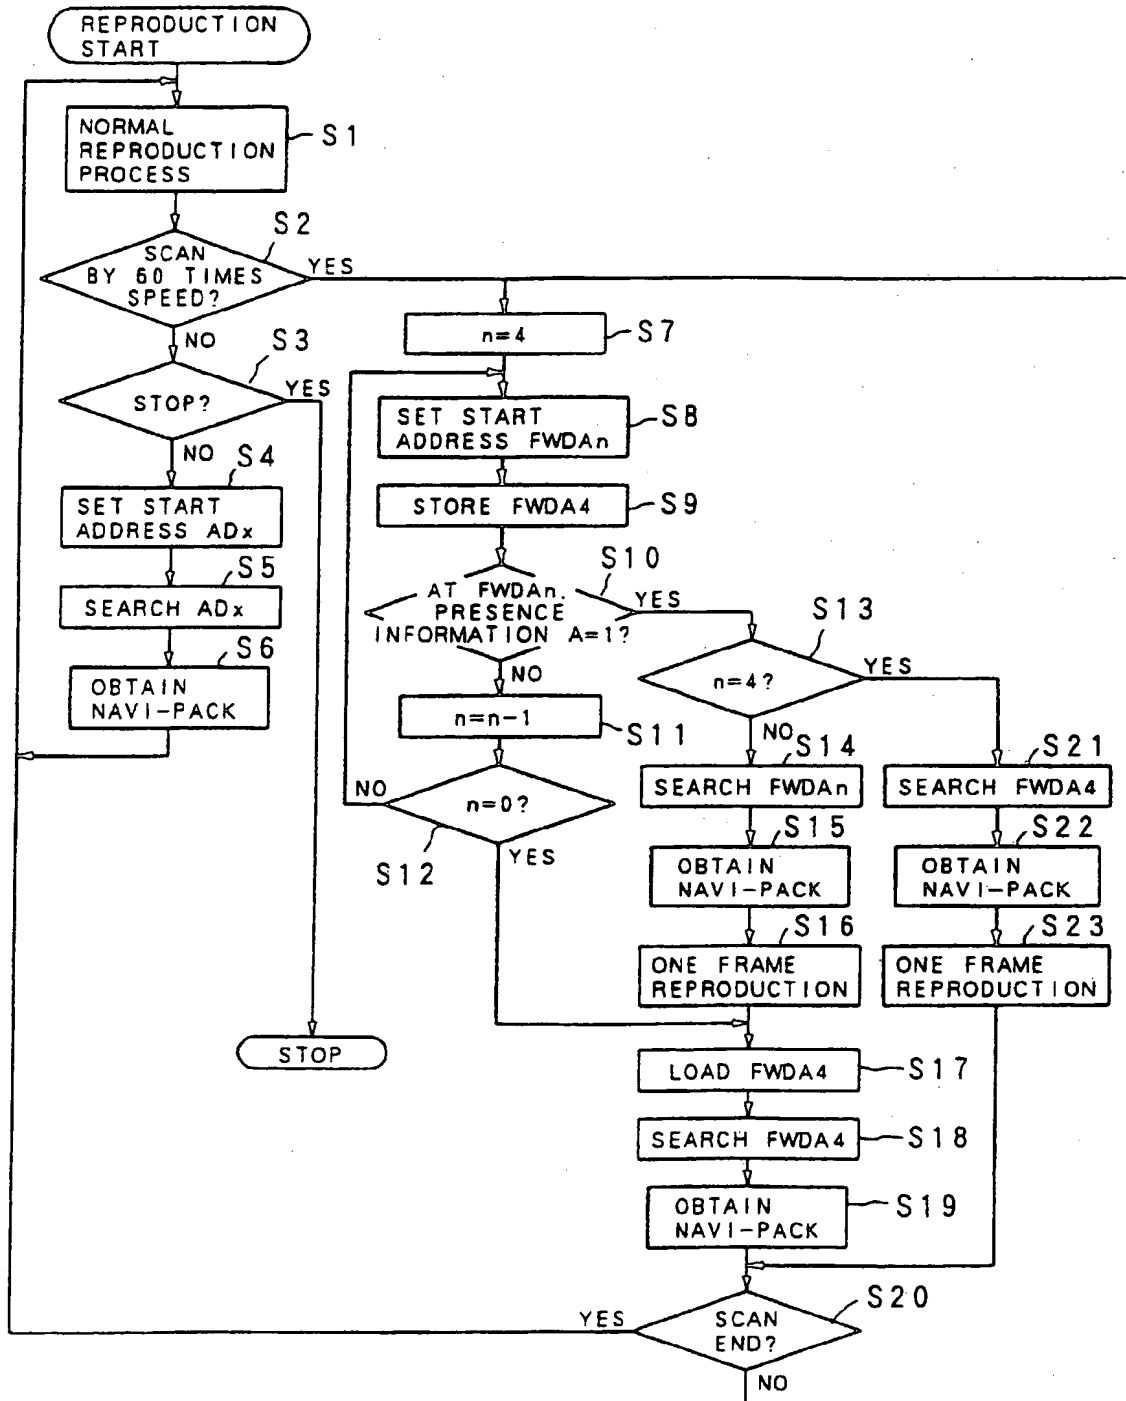 REPRODUCTION
START
NORMAL
REPRODUCTION
PROCESS
S1
S2
SCAN
BY 60 TIMES
SPEED?
YES
NO
S3
STOP?
YES
NO
S4
SET START
ADDRESS ADx
S5
SEARCH ADx
S6
OBTAIN
NAVI-PACK
STOP
n=4
S7
SET START
ADDRESS FWDAn
S8
STORE FWDA4
S9
S10
AT FWDAn.
PRESENCE
INFORMATION A=1?
YES
NO
n=n-1
S11
n=0?
NO
YES
S12
S13
n=4?
YES
NO
S14
SEARCH FWDAn
S15
OBTAIN
NAVI-PACK
S16
ONE FRAME
REPRODUCTION
S21
SEARCH FWDA4
S22
OBTAIN
NAVI-PACK
S23
ONE FRAME
REPRODUCTION
LOAD FWDA4
S17
SEARCH FWDA4
S18
OBTAIN
NAVI-PACK
S19
S20
SCAN
END?
YES
NO